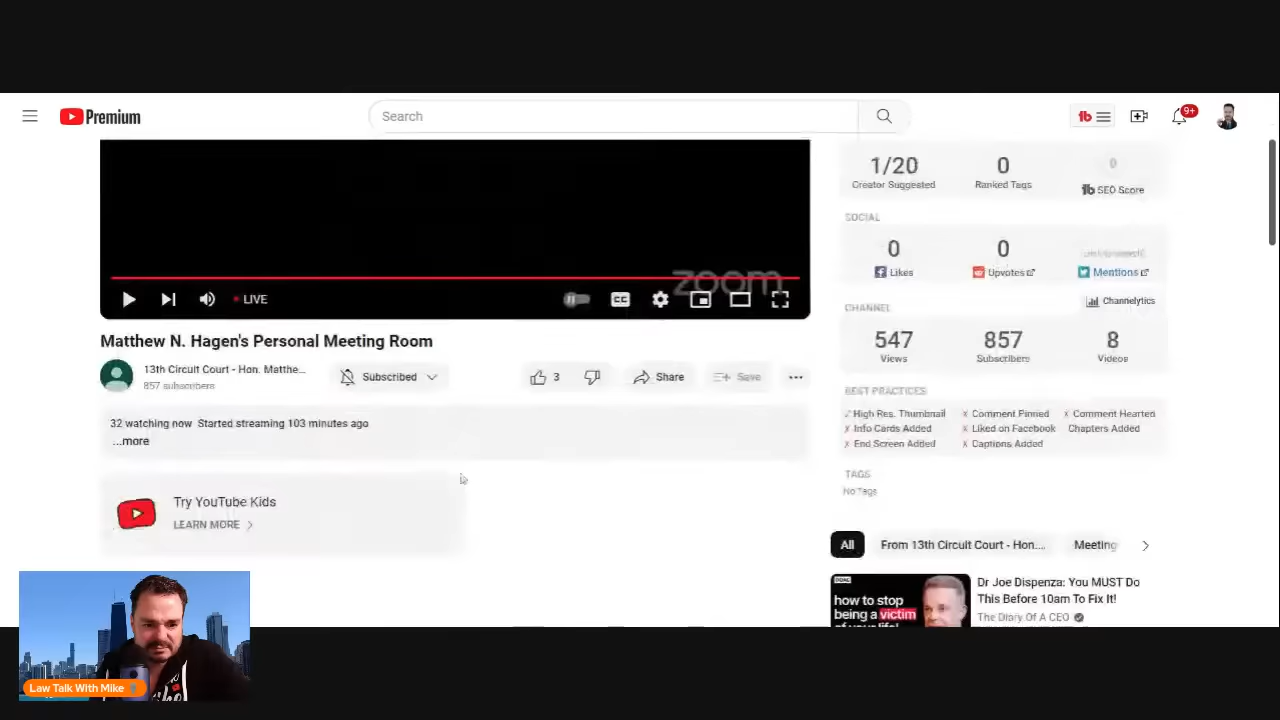 Premium
Search
9+
1/20
0
0
Creator Suggested
Ranked Tags
SEO Score
SOCIAL
0
0
Likes
Upvotes
Mentions
CHANNEL
Channelytics
547
857
8
Views
Subscribers
Videos
BEST PRACTICES
High Res. Thumbnail
x Comment Pinned
x Comment Hearted
x Info Cards Added
x Liked on Facebook
Chapters Added
x End Screen Added
x Captions Added
TAGS
No Tags
zoom
LIVE
CC
Matthew N. Hagen's Personal Meeting Room
13th Circuit Court - Hon. Matthe...
857 subscribers
Subscribed
3
Share
Save
32 watching now Started streaming 103 minutes ago
...more
Try YouTube Kids
LEARN MORE
All
From 13th Circuit Court - Hon....
Meeting
how to stop
being a victim
of your life!
Dr Joe Dispenza: You MUST Do
This Before 10am To Fix It!
The Diary Of A CEO
Law Talk With Mike